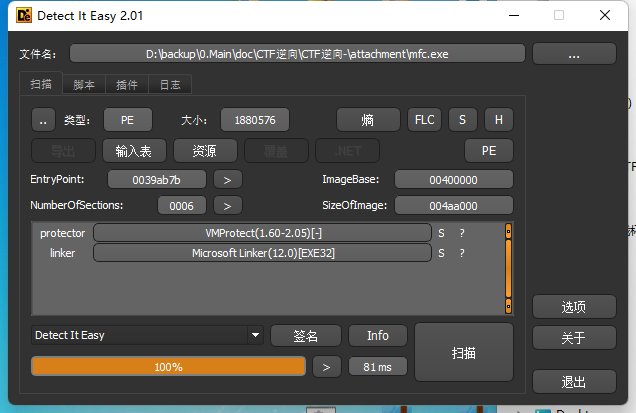 Detect It Easy 2.01
文件名: D:\backup\0.Main\doc\CTF逆向\CTF逆向-\attachment\mfc.exe ...
扫描 脚本 插件 日志
.. 类型: PE 大小: 1880576 熵 FLC S H
导出 输入表 资源 覆盖 .NET PE
EntryPoint: 0039ab7b > ImageBase: 00400000
NumberOfSections: 0006 > SizeOfImage: 004aa000
protector VMProtect(1.60-2.05)[-] S ?
linker Microsoft Linker(12.0)[EXE32] S ?
Detect It Easy 签名 Info 扫描
100% > 81 ms
选项
关于
退出